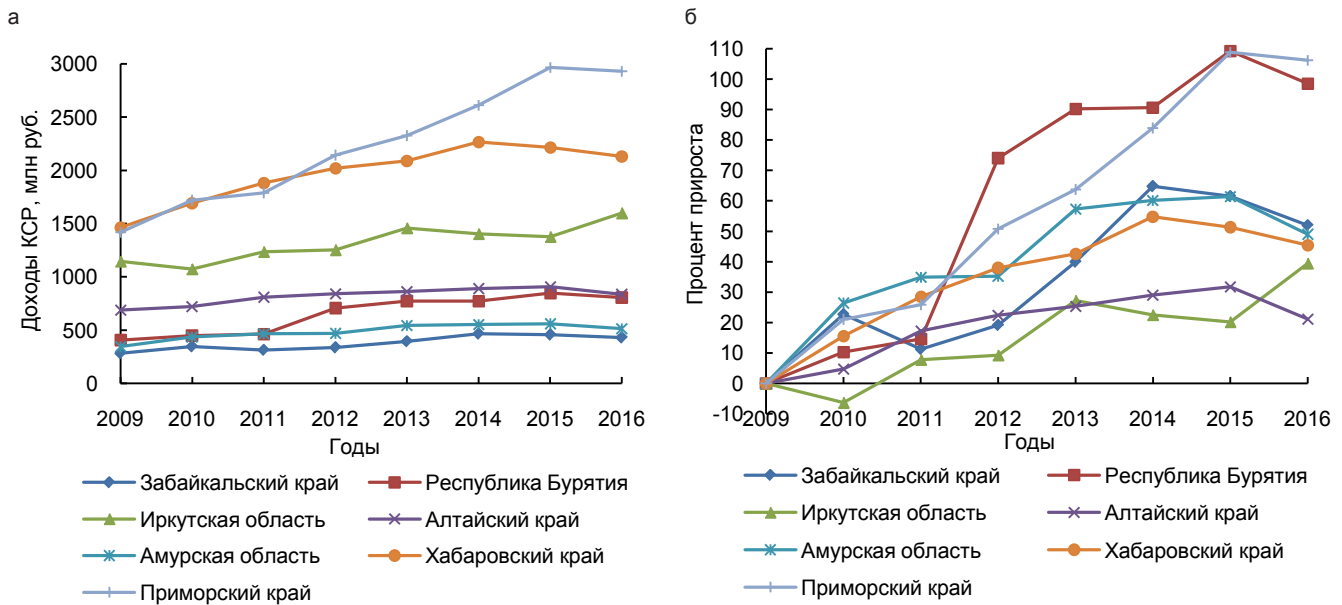 а
Доходы КСР, млн руб.
3000
2500
2000
1500
1000
500
0
2009 2010 2011 2012 2013 2014 2015 2016
Годы
Забайкальский край Республика Бурятия
Иркутская область Алтайский край
Амурская область Хабаровский край
Приморский край
б
Процент прироста
110
100
90
80
70
60
50
40
30
20
10
0
-10
2009 2010 2011 2012 2013 2014 2015 2016
Годы
Забайкальский край Республика Бурятия
Иркутская область Алтайский край
Амурская область Хабаровский край
Приморский край